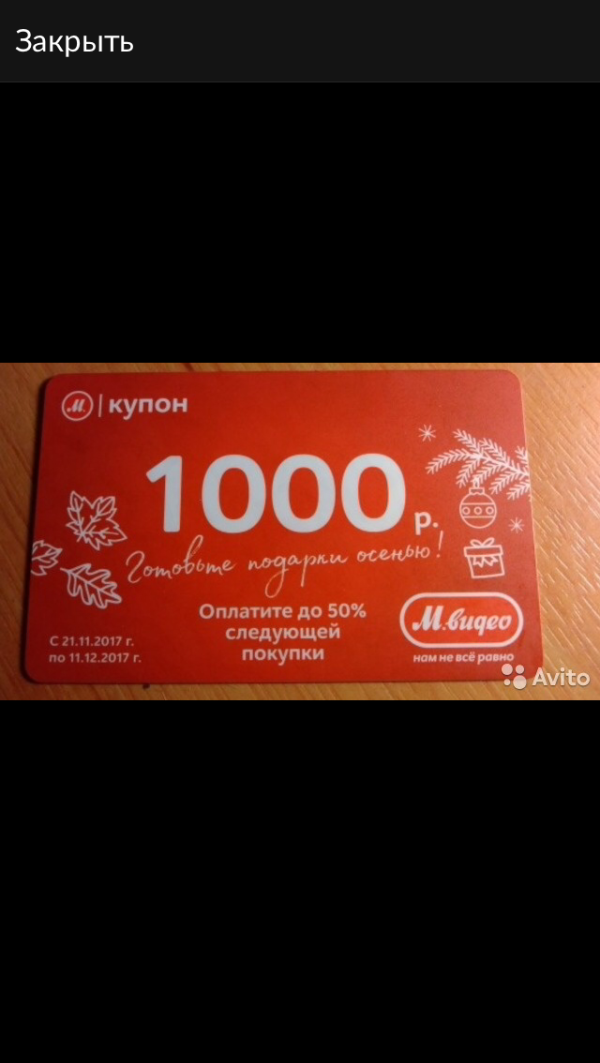 Закрыть
М. | купон
1000 р.
Готовьте подарки осенью!
Оплатите до 50%
следующей
покупки
С 21.11.2017 г.
по 11.12.2017 г.
М.видео
нам не всё равно
Avito